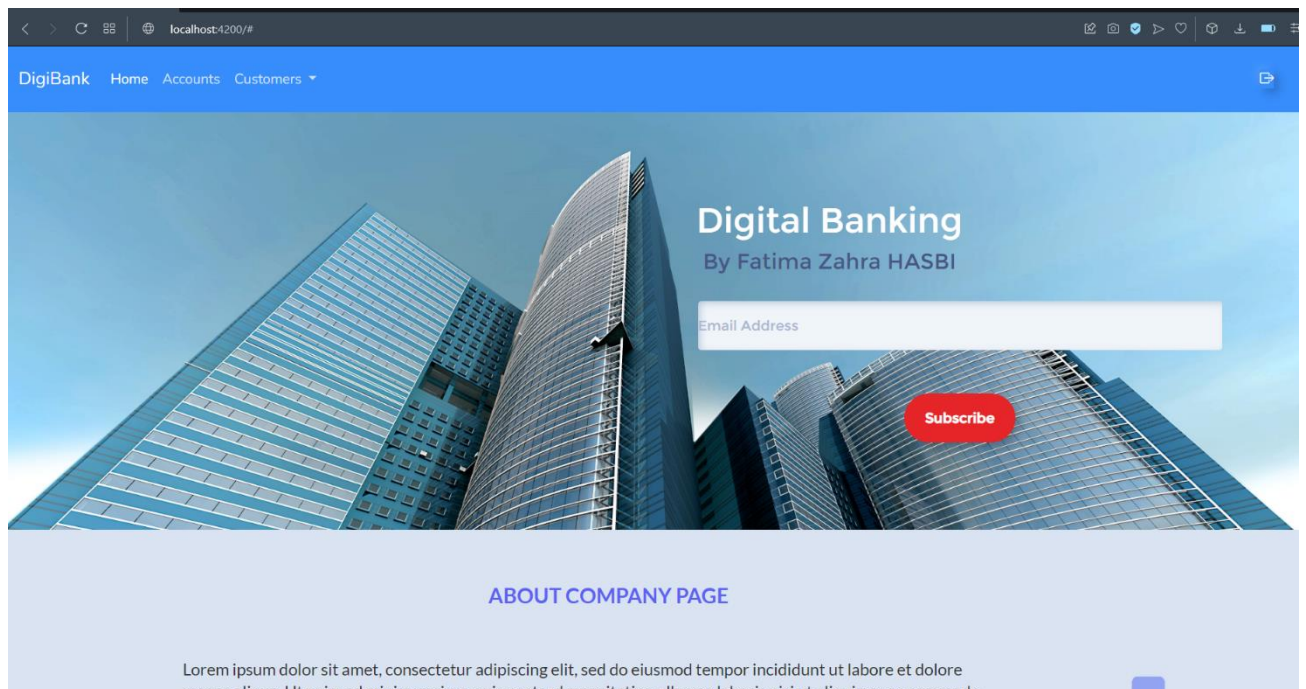 localhost:4200/#
DigiBank Home Accounts Customers
Digital Banking
By Fatima Zahra HASBI
Email Address
Subscribe
ABOUT COMPANY PAGE
Lorem ipsum dolor sit amet, consectetur adipiscing elit, sed do eiusmod tempor incididunt ut labore et dolore